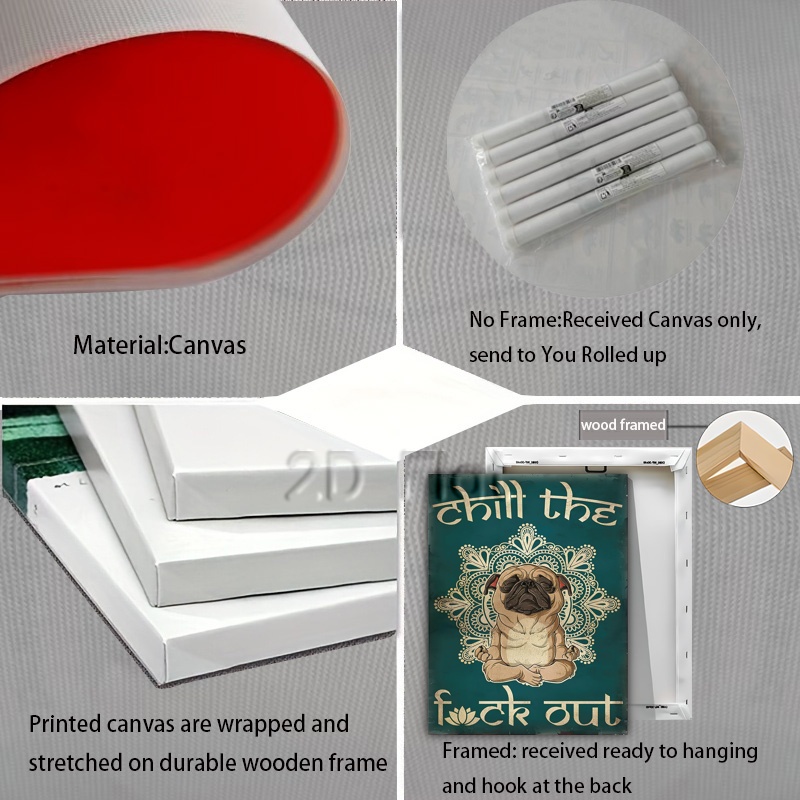 Material:Canvas
No Frame:Received Canvas only,
send to You Rolled up
wood framed
2D
chill the
f ck out
Printed canvas are wrapped and
stretched on durable wooden frame
Framed: received ready to hanging
and hook at the back